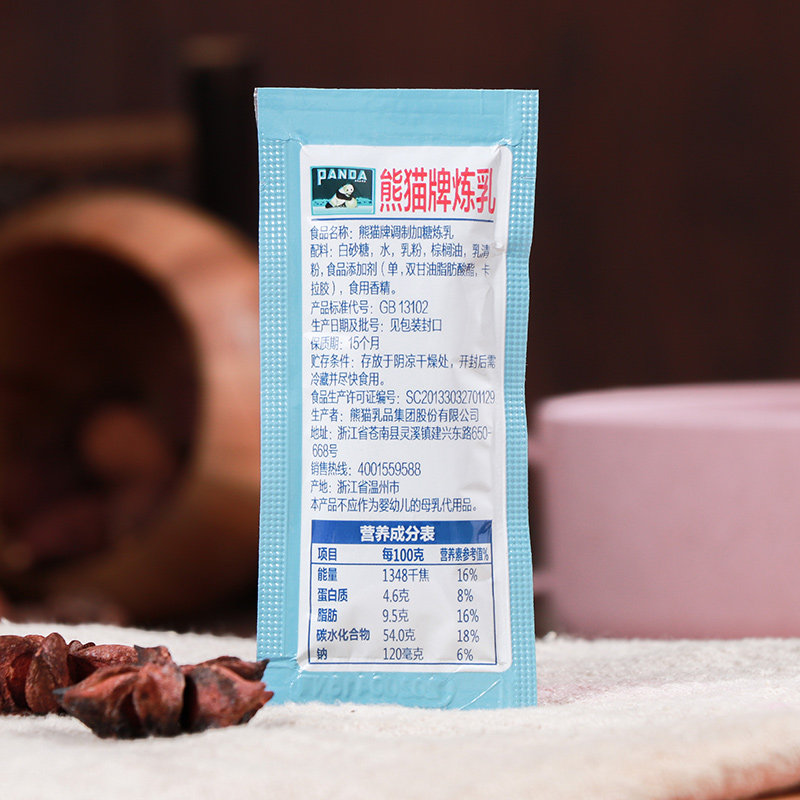 PANDA
熊猫牌炼乳
食品名称：熊猫牌调制加糖炼乳
配料：白砂糖，水，乳粉，棕榈油，乳清
粉，食品添加剂（单，双甘油脂肪酸酯，卡
拉胶），食用香精。
产品标准代号：GB 13102
生产日期及批号：见包装封口
保质期：15个月
贮存条件：存放于阴凉干燥处，开封后需
冷藏并尽快食用。
食品生产许可证编号：SC20133032701129
生产者：熊猫乳品集团股份有限公司
地址：浙江省苍南县灵溪镇建兴东路650-
668号
销售热线：4001559588
产地：浙江省温州市
本产品不应作为婴幼儿的母乳代用品。
营养成分表
项目 每100克 营养素参考值%
能量 1348千焦 16%
蛋白质 4.6克 8%
脂肪 9.5克 16%
碳水化合物 54.0克 18%
钠 120毫克 6%